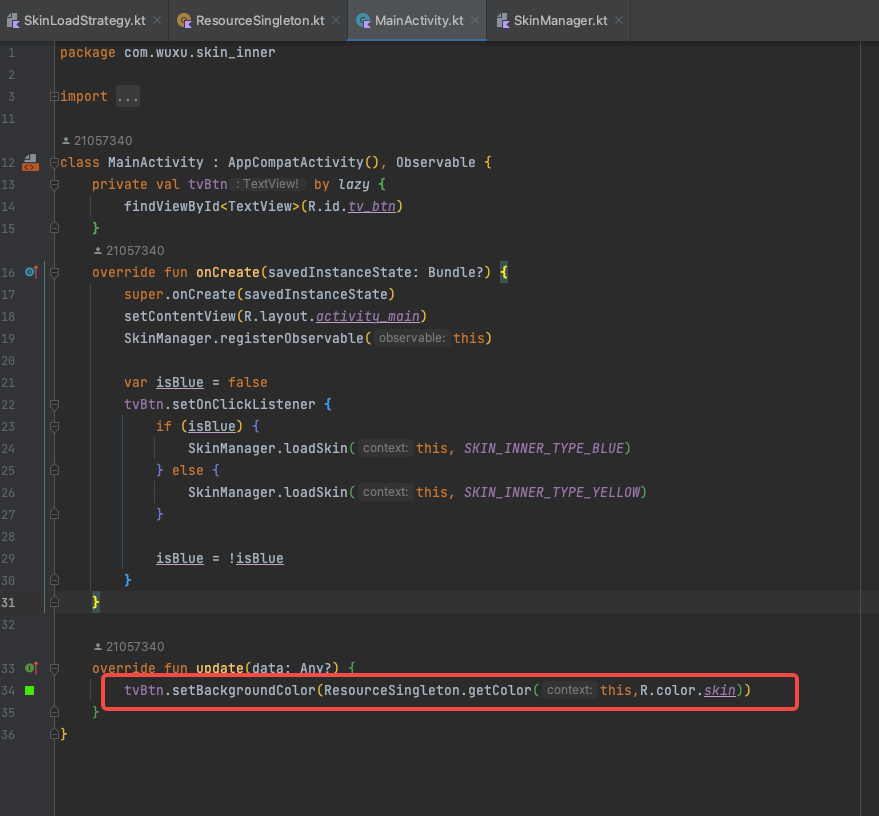 SkinLoadStrategy.kt × ResourceSingleton.kt × MainActivity.kt × SkinManager.kt ×
1 package com.wuxu.skin_inner
2
3 import ...
11
21057340
12 class MainActivity : AppCompatActivity(), Observable {
13 private val tvBtn : TextView! by lazy {
14 findViewById<TextView>(R.id.tv_btn)
15 }
21057340
16 override fun onCreate(savedInstanceState: Bundle?) {
17 super.onCreate(savedInstanceState)
18 setContentView(R.layout.activity_main)
19 SkinManager.registerObservable( observable: this)
20
21 var isBlue = false
22 tvBtn.setOnClickListener {
23 if (isBlue) {
24 SkinManager.loadSkin( context: this, SKIN_INNER_TYPE_BLUE)
25 } else {
26 SkinManager.loadSkin( context: this, SKIN_INNER_TYPE_YELLOW)
27 }
28
29 isBlue = !isBlue
30 }
31 }
32
21057340
33 override fun update(data: Any?) {
34 tvBtn.setBackgroundColor(ResourceSingleton.getColor( context: this,R.color.skin))
35 }
36 }